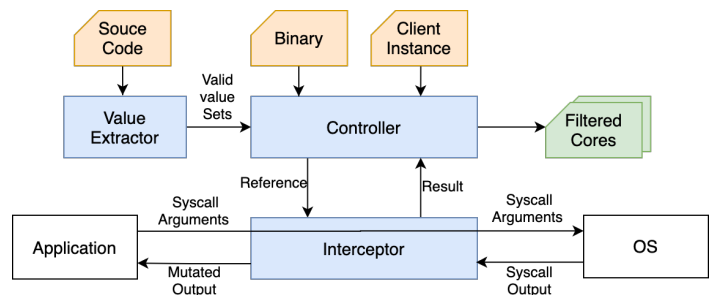 Souce
Code
Binary
Client
Instance
Valid
value
Sets
Value
Extractor
Controller
Filtered
Cores
Reference
Result
Syscall
Arguments
Syscall
Arguments
Application
Interceptor
OS
Mutated
Output
Syscall
Output